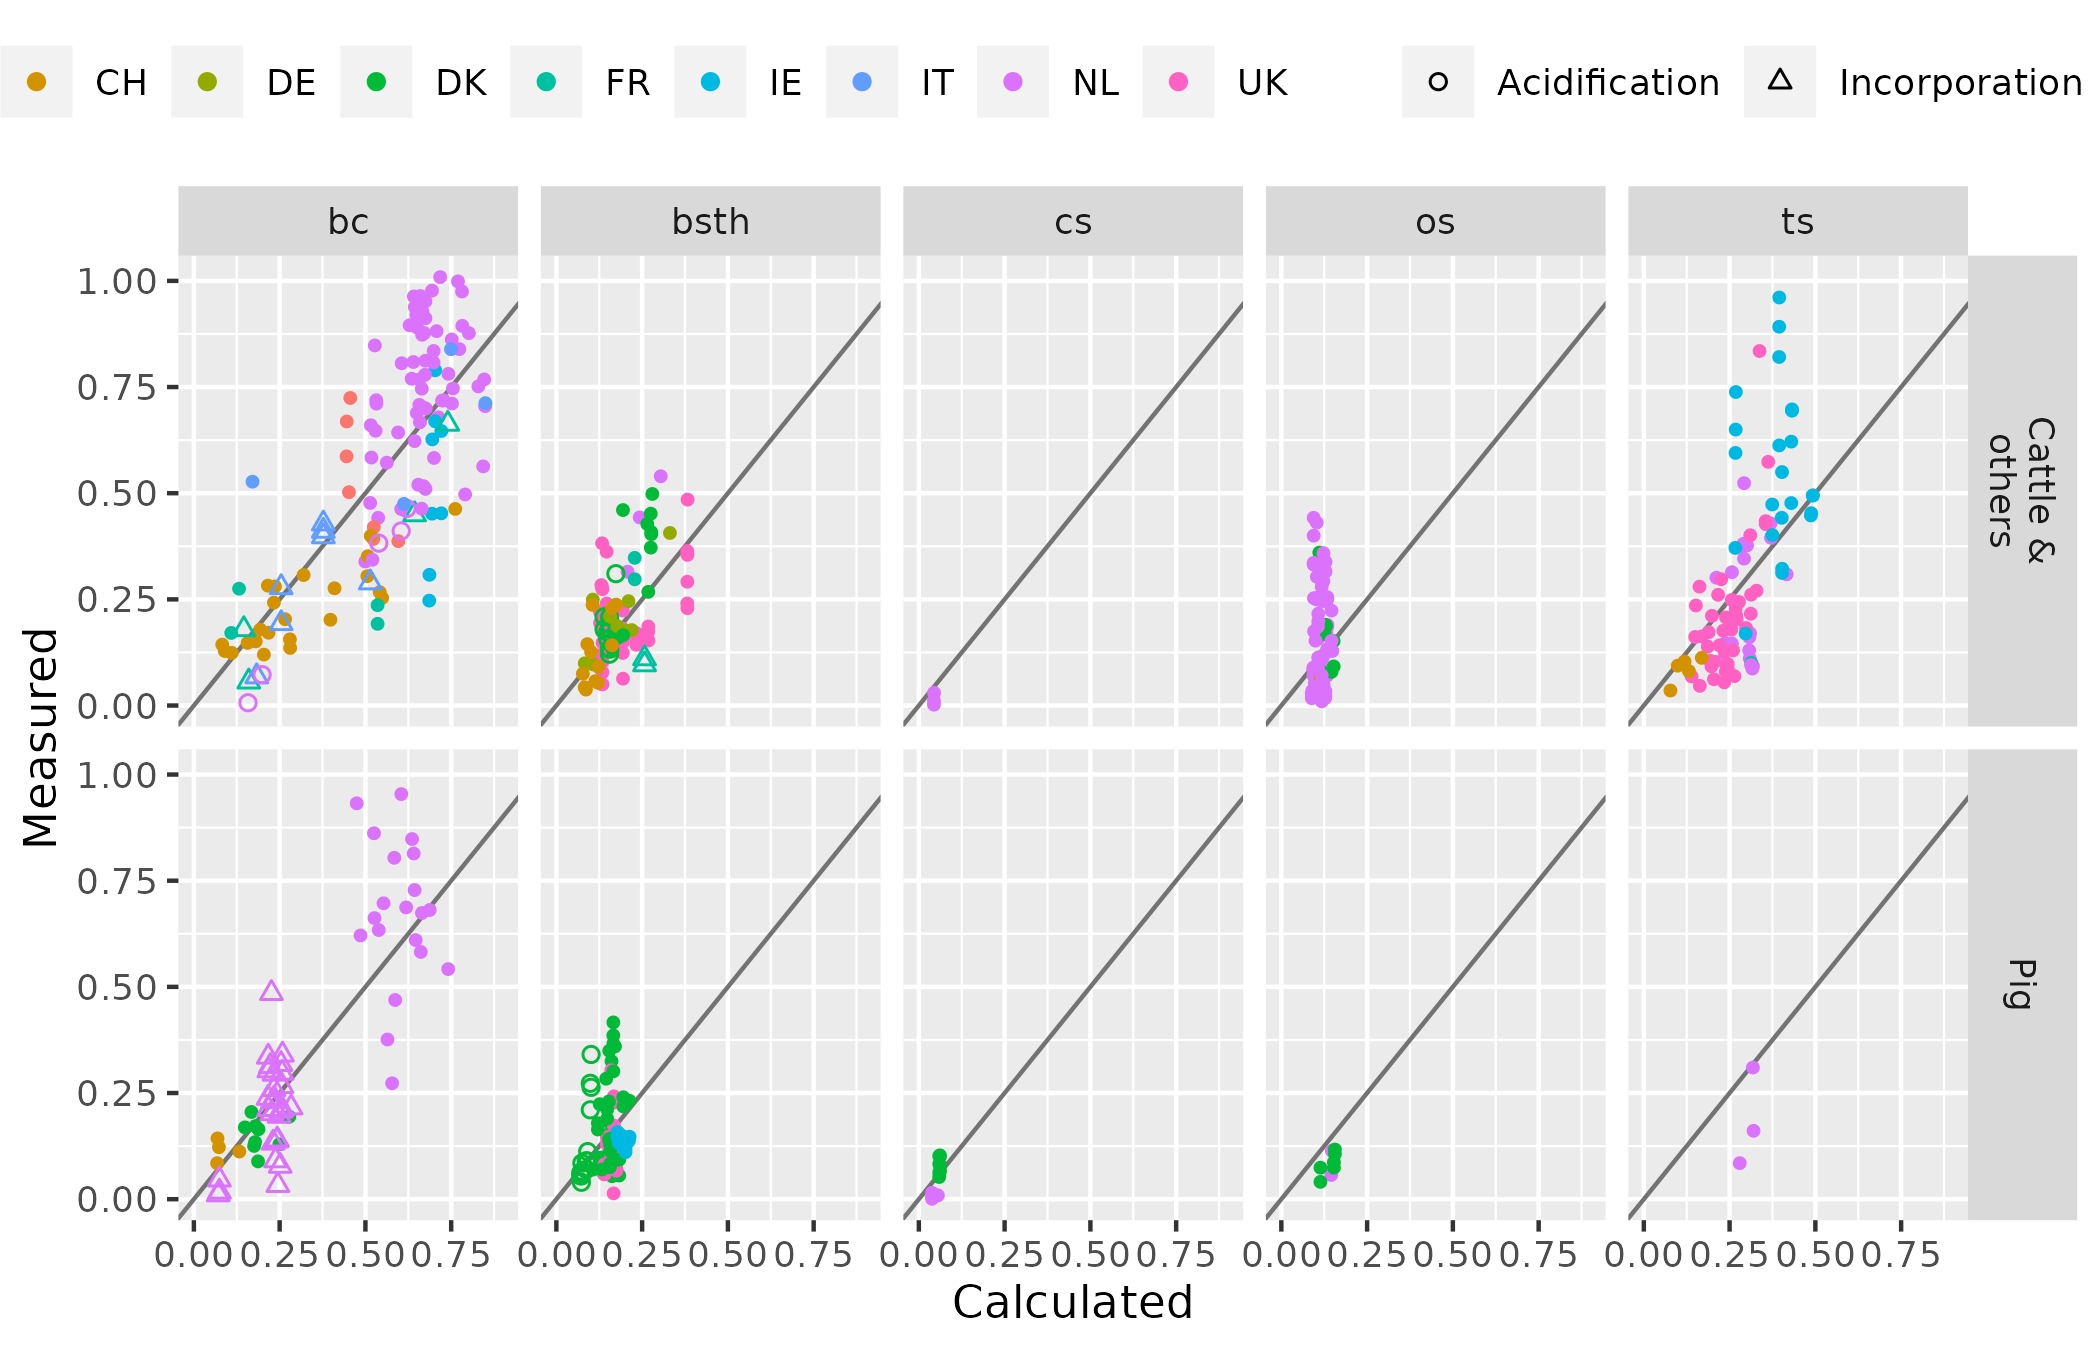 CH DE DK FR IE IT NL UK Acidification Incorporation
bc bsth cs os ts
Measured
1.00
0.75
0.50
0.25
0.00
Cattle &
others
1.00
0.75
0.50
0.25
0.00
Pig
0.00 0.25 0.50 0.75 0.00 0.25 0.50 0.75 0.00 0.25 0.50 0.75 0.00 0.25 0.50 0.75 0.00 0.25 0.50 0.75
Calculated